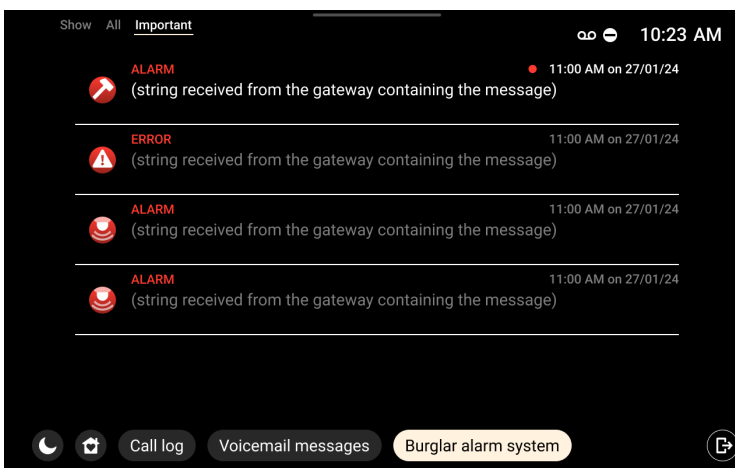 Show All Important
10:23 AM
ALARM 11:00 AM on 27/01/24
(string received from the gateway containing the message)
ERROR 11:00 AM on 27/01/24
(string received from the gateway containing the message)
ALARM 11:00 AM on 27/01/24
(string received from the gateway containing the message)
ALARM 11:00 AM on 27/01/24
(string received from the gateway containing the message)
Call log Voicemail messages Burglar alarm system